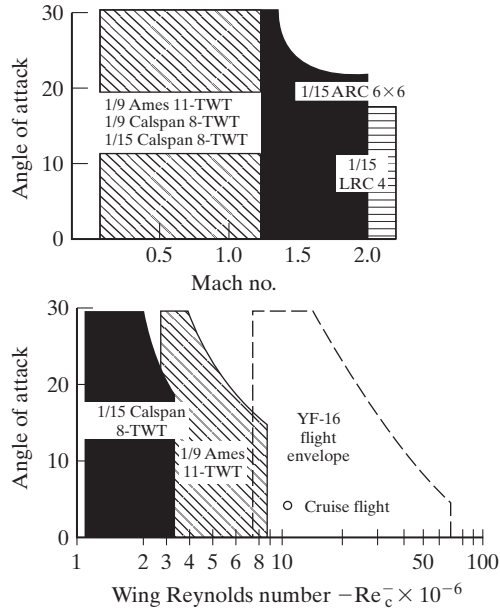 Angle of attack
30
20
10
0
1/9 Ames 11-TWT
1/9 Calspan 8-TWT
1/15 Calspan 8-TWT
1/15 ARC 6×6
1/15
LRC 4
0.5 1.0 1.5 2.0
Mach no.
Angle of attack
30
20
10
0
1/15 Calspan
8-TWT
1/9 Ames
11-TWT
YF-16
flight
envelope
Cruise flight
1 2 3 4 5 6 8 10 50 100
Wing Reynolds number −Re_c̄ × 10⁻⁶